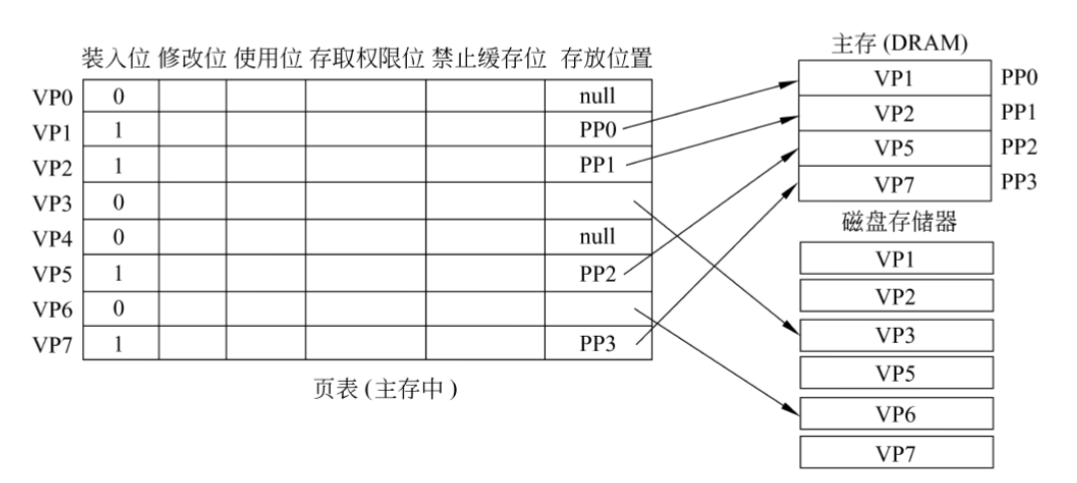 装入位 修改位 使用位 存取权限位 禁止缓存位 存放位置
VP0 0 null
VP1 1 PP0
VP2 1 PP1
VP3 0
VP4 0 null
VP5 1 PP2
VP6 0
VP7 1 PP3
页表 (主存中)
主存 (DRAM)
VP1 PP0
VP2 PP1
VP5 PP2
VP7 PP3
磁盘存储器
VP1
VP2
VP3
VP5
VP6
VP7